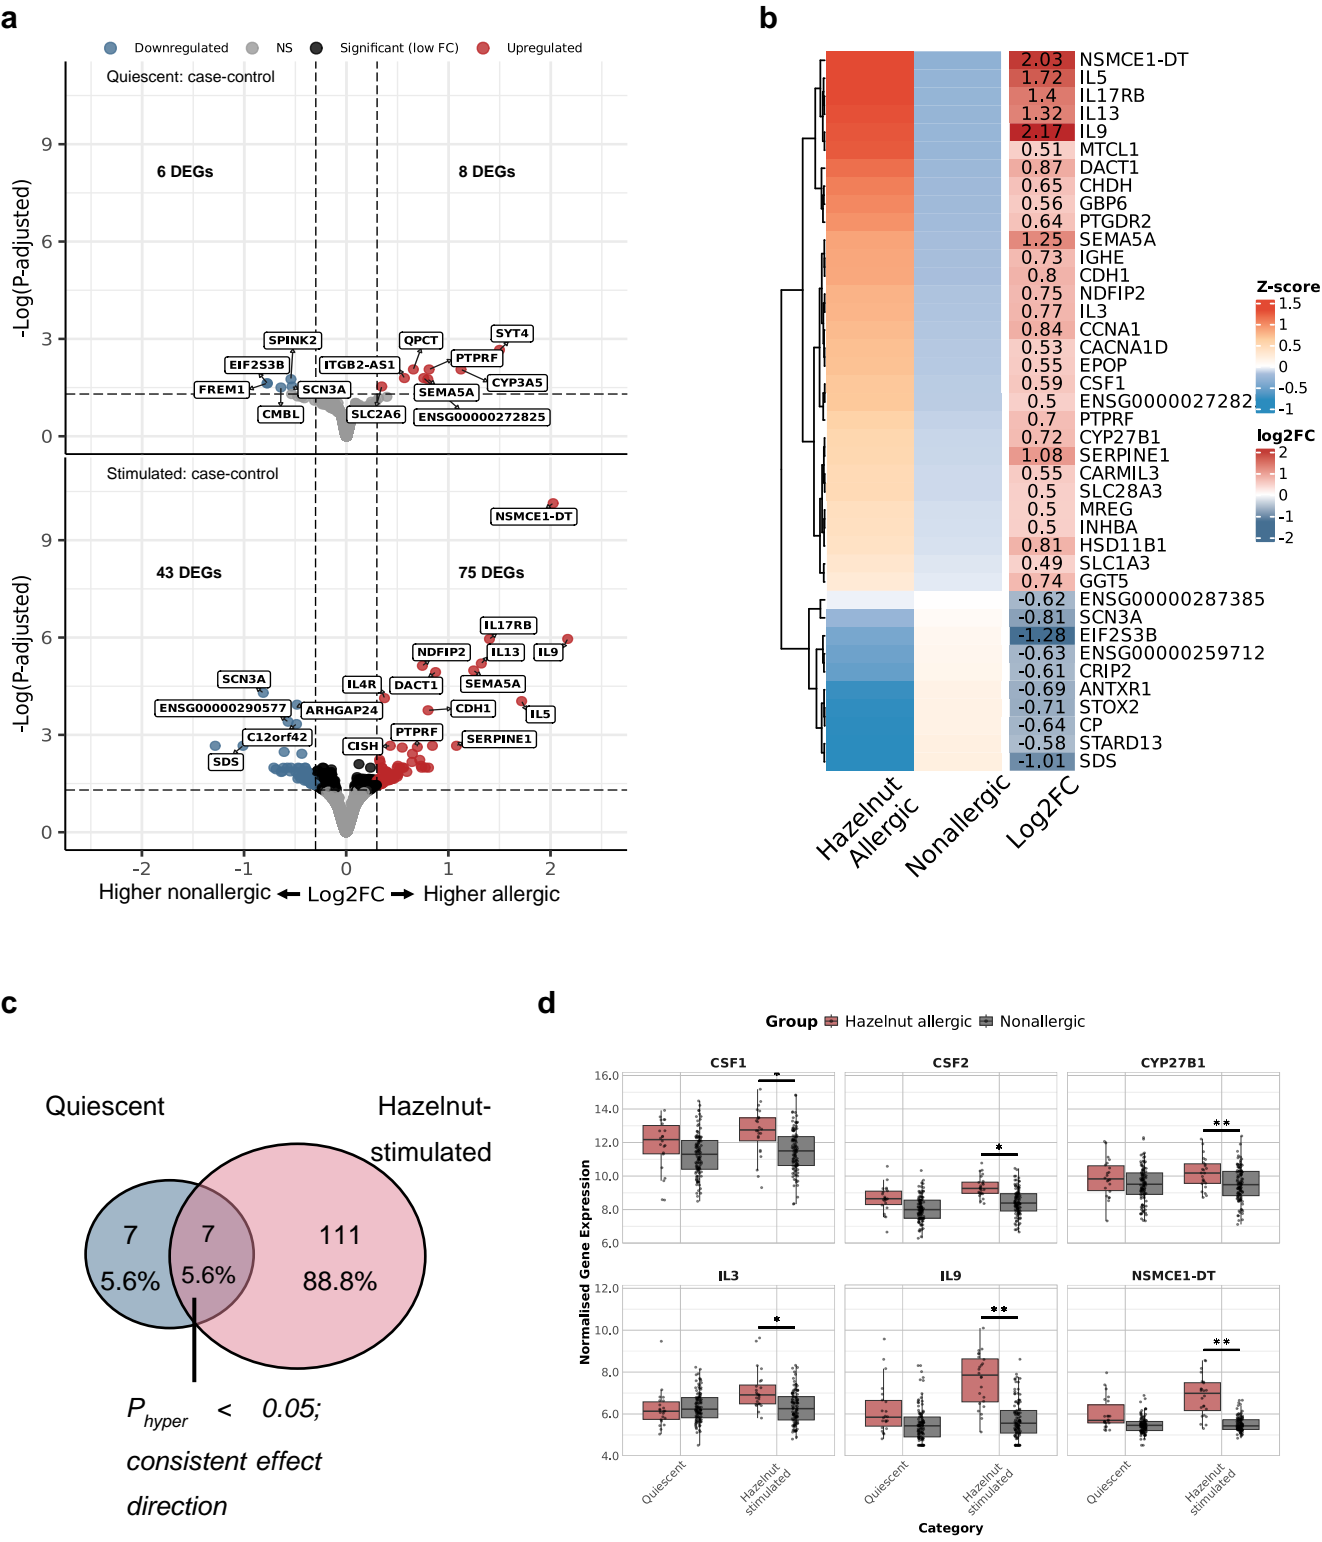 a
Downregulated NS Significant (low FC) Upregulated
Quiescent: case-control
6 DEGs
8 DEGs
-Log(P-adjusted)
9
6
3
0
SPINK2
EIF2S3B
FREM1
SCN3A
CMBL
ITGB2-AS1
QPCT
SYT4
PTPRF
CYP3A5
SEMA5A
SLC2A6
ENSG00000272825
Stimulated: case-control
43 DEGs
75 DEGs
-Log(P-adjusted)
9
6
3
0
NSMCE1-DT
IL17RB
NDFIP2
IL13
IL9
SCN3A
IL4R
DACT1
SEMA5A
ENSG00000290577
ARHGAP24
CDH1
IL5
C12orf42
PTPRF
CISH
SERPINE1
SDS
-2 -1 0 1 2
Higher nonallergic Log2FC Higher allergic
b
2.03 NSMCE1-DT
1.72 IL5
1.4 IL17RB
1.32 IL13
2.17 IL9
0.51 MTCL1
0.87 DACT1
0.65 CHDH
0.56 GBP6
0.64 PTGDR2
1.25 SEMA5A
0.73 IGHE
0.8 CDH1
0.75 NDFIP2
0.77 IL3
0.84 CCNA1
0.53 CACNA1D
0.55 EPOP
0.59 CSF1
0.5 ENSG0000027282
0.7 PTPRF
0.72 CYP27B1
1.08 SERPINE1
0.55 CARMIL3
0.5 SLC28A3
0.5 MREG
0.5 INHBA
0.81 HSD11B1
0.49 SLC1A3
0.74 GGT5
-0.62 ENSG00000287385
-0.81 SCN3A
-1.28 EIF2S3B
-0.63 ENSG00000259712
-0.61 CRIP2
-0.69 ANTXR1
-0.71 STOX2
-0.64 CP
-0.58 STARD13
-1.01 SDS
Hazelnut
Allergic
Nonallergic
Log2FC
Z-score
1.5
1
0.5
0
-0.5
-1
log2FC
2
1
0
-1
-2
c
Quiescent
Hazelnut-
stimulated
7 7 111
5.6% 5.6% 88.8%
Phyper < 0.05;
consistent effect
direction
d
Group Hazelnut allergic Nonallergic
Normalised Gene Expression
CSF1 CSF2 CYP27B1
16.0
14.0
12.0
10.0
8.0
6.0
*
*
**
IL3 IL9 NSMCE1-DT
12.0
10.0
8.0
6.0
4.0
*
**
**
Quiescent
Hazelnut
stimulated
Quiescent
Hazelnut
stimulated
Quiescent
Hazelnut
stimulated
Category